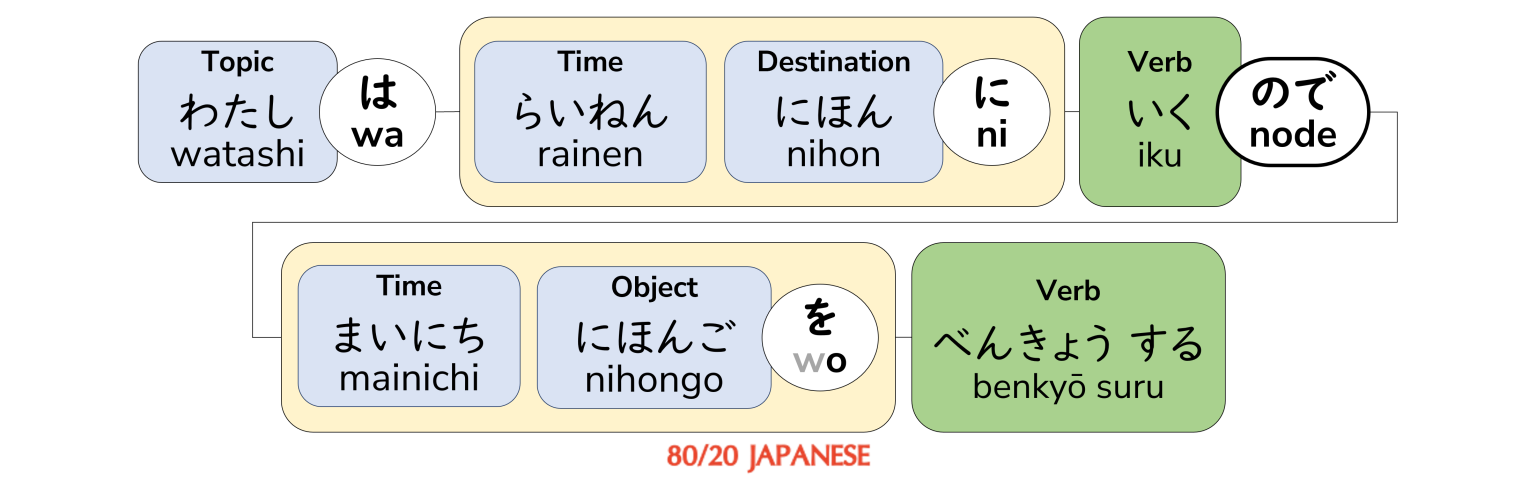 Topic
わたし
watashi
は
wa
Time
らいねん
rainen
Destination
にほん
nihon
に
ni
Verb
いく
iku
ので
node
Time
まいにち
mainichi
Object
にほんご
nihongo
を
wo
Verb
べんきょう する
benkyō suru
80/20 JAPANESE